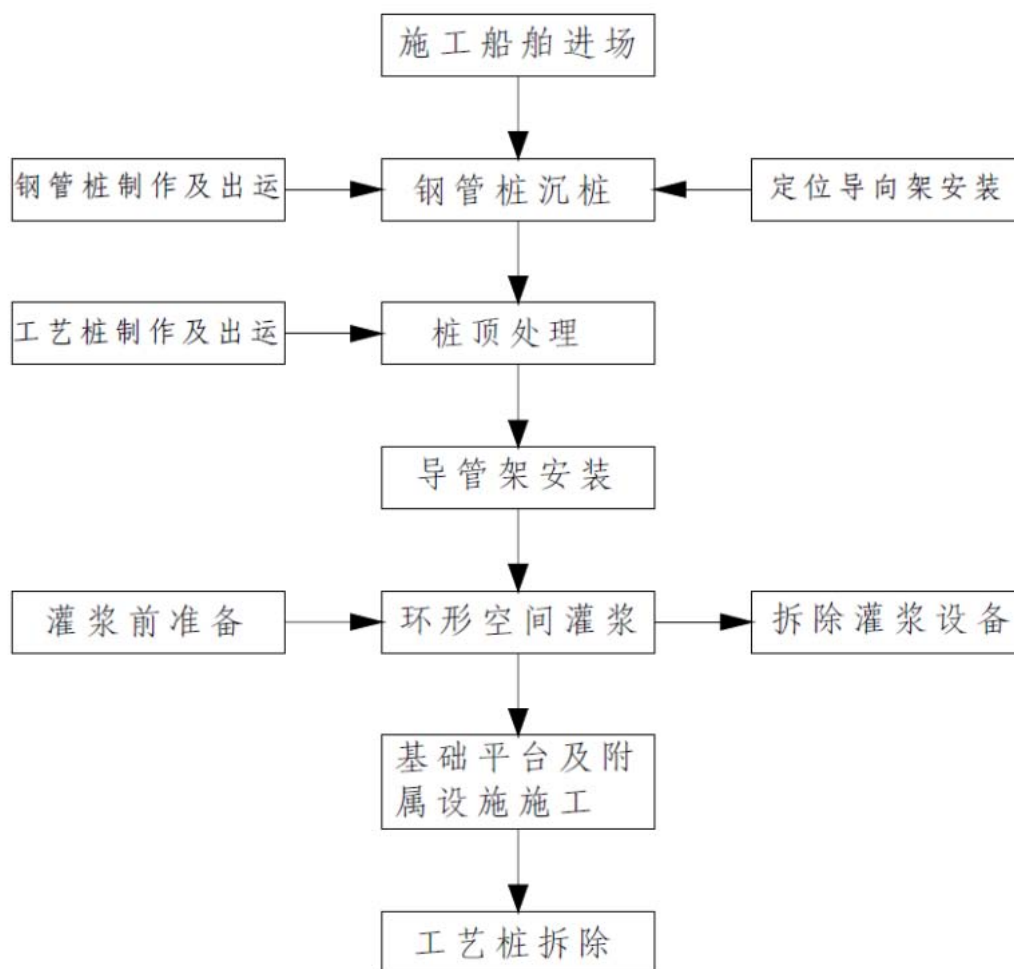 施工船舶进场
钢管桩制作及出运
钢管桩沉桩
定位导向架安装
工艺桩制作及出运
桩顶处理
导管架安装
灌浆前准备
环形空间灌浆
拆除灌浆设备
基础平台及附
属设施施工
工艺桩拆除